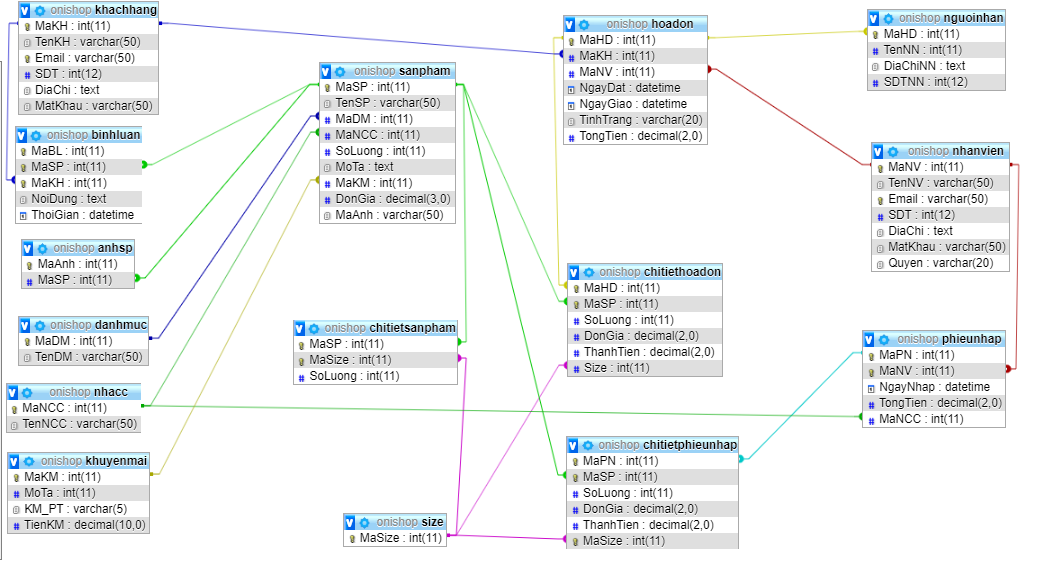 onishop khachhang
MaKH : int(11)
TenKH : varchar(50)
Email : varchar(50)
SDT : int(12)
DiaChi : text
MatKhau : varchar(50)
onishop binhluan
MaBL : int(11)
MaSP : int(11)
MaKH : int(11)
NoiDung : text
ThoiGian : datetime
onishop anhsp
MaAnh : int(11)
MaSP : int(11)
onishop danhmuc
MaDM : int(11)
TenDM : varchar(50)
onishop nhacc
MaNCC : int(11)
TenNCC : varchar(50)
onishop khuyenmai
MaKM : int(11)
MoTa : int(11)
KM_PT : varchar(5)
TienKM : decimal(10,0)
onishop sanpham
MaSP : int(11)
TenSP : varchar(50)
MaDM : int(11)
MaNCC : int(11)
SoLuong : int(11)
MoTa : text
MaKM : int(11)
DonGia : decimal(3,0)
MaAnh : varchar(50)
onishop chitietsanpham
MaSP : int(11)
MaSize : int(11)
SoLuong : int(11)
onishop size
MaSize : int(11)
onishop hoadon
MaHD : int(11)
MaKH : int(11)
MaNV : int(11)
NgayDat : datetime
NgayGiao : datetime
TinhTrang : varchar(20)
TongTien : decimal(2,0)
onishop chitiethoadon
MaHD : int(11)
MaSP : int(11)
SoLuong : int(11)
DonGia : decimal(2,0)
ThanhTien : decimal(2,0)
Size : int(11)
onishop chitietphieunhap
MaPN : int(11)
MaSP : int(11)
SoLuong : int(11)
DonGia : decimal(2,0)
ThanhTien : decimal(2,0)
MaSize : int(11)
onishop nguoinhan
MaHD : int(11)
TenNN : int(11)
DiaChiNN : text
SDTNN : int(12)
onishop nhanvien
MaNV : int(11)
TenNV : varchar(50)
Email : varchar(50)
SDT : int(12)
DiaChi : text
MatKhau : varchar(50)
Quyen : varchar(20)
onishop phieunhap
MaPN : int(11)
MaNV : int(11)
NgayNhap : datetime
TongTien : decimal(2,0)
MaNCC : int(11)